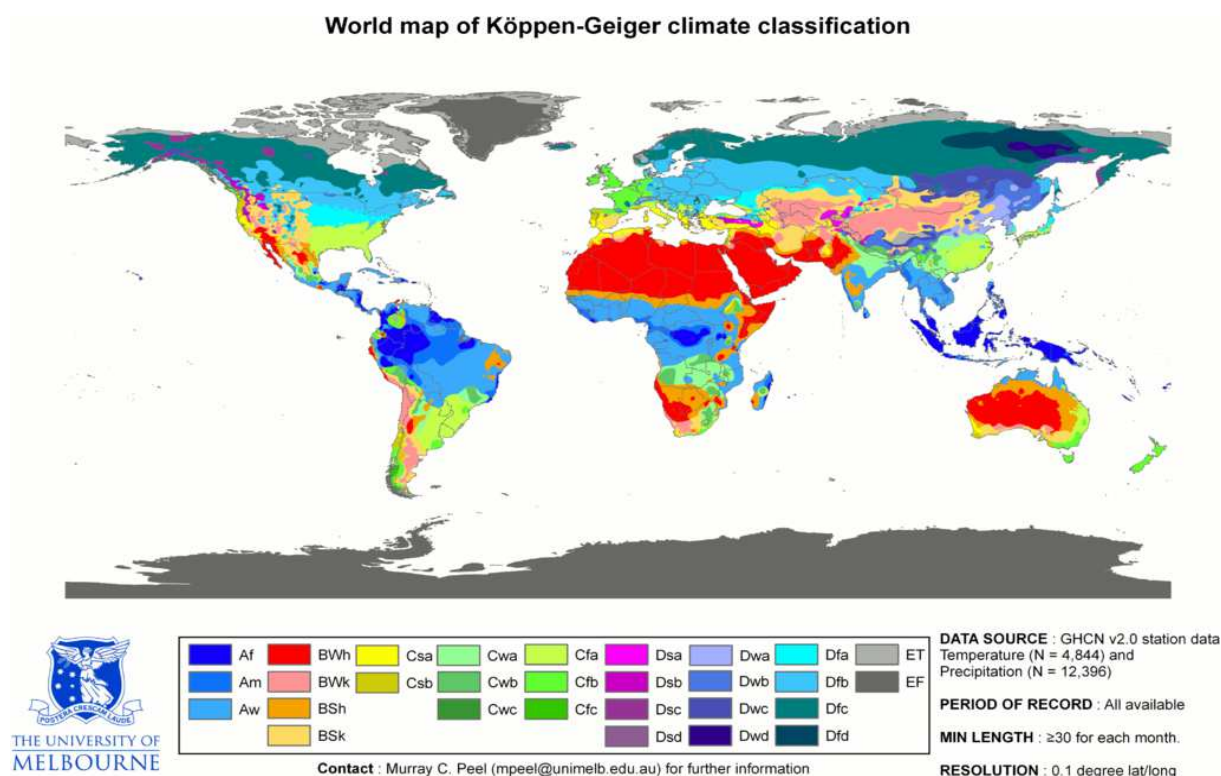 World map of Köppen-Geiger climate classification
Af BWh Csa Cwa Cfa Dsa Dwa Dfa ET
Am BWk Csb Cwb Cfb Dsb Dwb Dfb EF
Aw BSh Cwc Cfc Dsc Dwc Dfc
BSk Dsd Dwd Dfd
DATA SOURCE : GHCN v2.0 station data
Temperature (N = 4,844) and
Precipitation (N = 12,396)
PERIOD OF RECORD : All available
MIN LENGTH : ≥30 for each month.
RESOLUTION : 0.1 degree lat/long
POSTERA CRESCAM LAUDE
THE UNIVERSITY OF
MELBOURNE
Contact : Murray C. Peel (mpeel@unimelb.edu.au) for further information